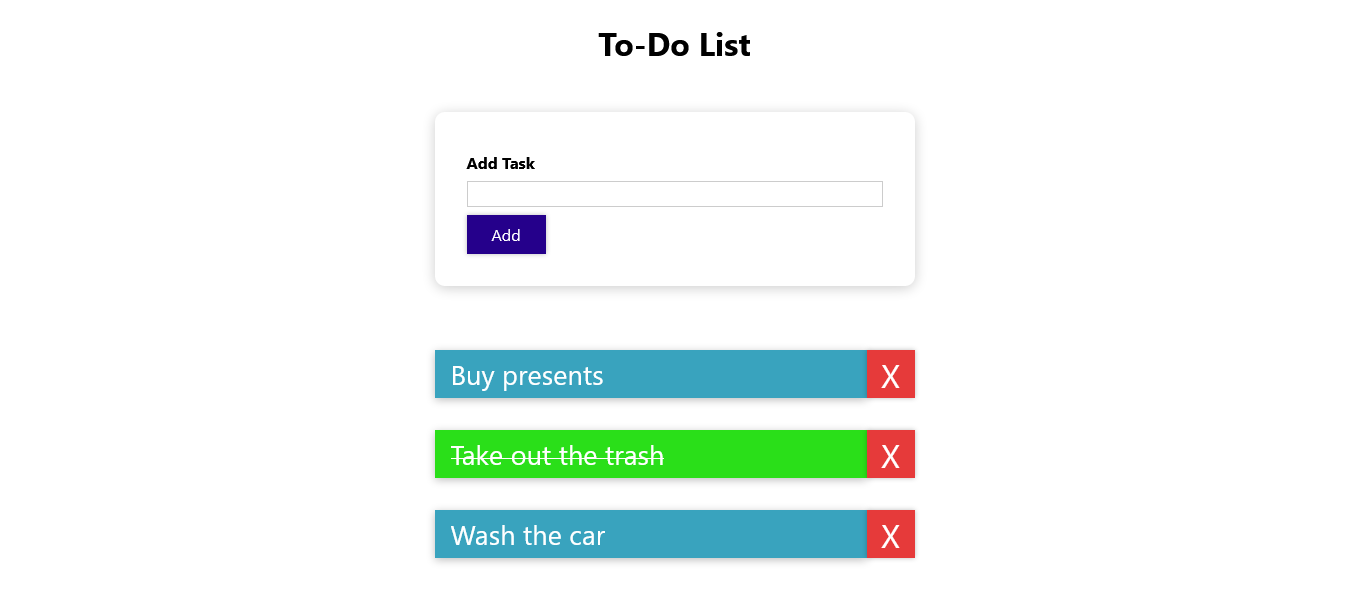 To-Do List
Add Task
Add
Buy presents
X
Take out the trash
X
Wash the car
X